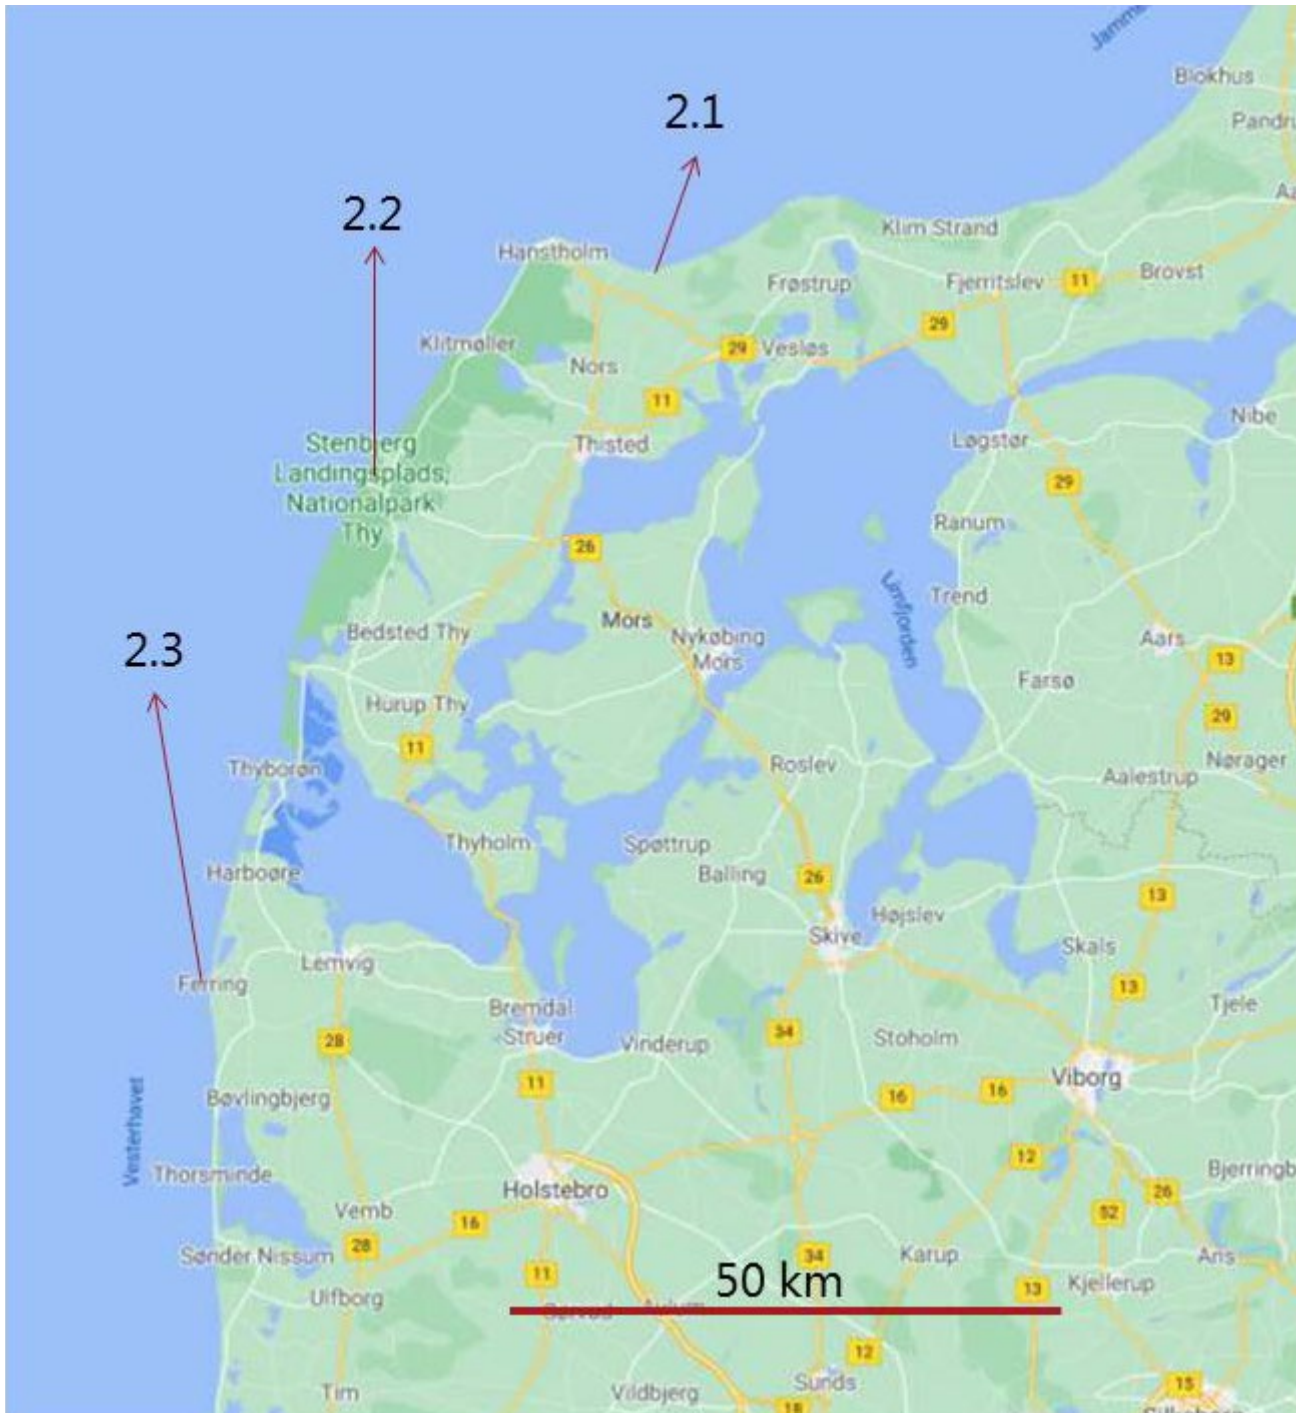 Jamme
Blokhus
2.1
Pandru
2.2
Aa
Klim Strand
Hanstholm
Frøstrup
Fjerritslev
11
Brovst
29
Klitmøller
29
Vesløs
Nors
11
Nibe
Stenbjerg
Landingsplads;
Nationalpark
Thy
Thisted
Løgstør
29
Ranum
26
Limfjorden
Trend
Mors
Bedsted Thy
Nykøbing
Mors
2.3
Aars
13
Farsø
Hurup Thy
29
11
Roslev
Nørager
Thyborøn
Aalestrup
Thyholm
Spøttrup
Balling
26
Harboøre
13
Højslev
Skive
Skals
Lemvig
Ferring
13
Tjele
Bremdal
Struer
28
34
Stoholm
Vinderup
Viborg
11
16
16
Bøvlingbjerg
Vesterhavet
12
Thorsminde
Bjerringb
Holstebro
26
Vemb
52
16
28
Sønder Nissum
34
Karup
Ans
11
50 km
13
Kjellerup
Ulfborg
Aulum
12
Tim
Vildbjerg
Sunds
15
18